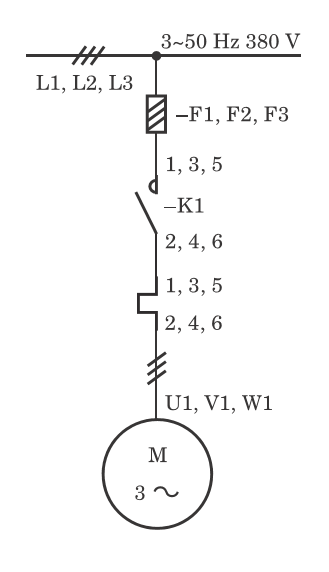 3~50 Hz 380 V
L1, L2, L3
–F1, F2, F3
1, 3, 5
–K1
2, 4, 6
1, 3, 5
2, 4, 6
U1, V1, W1
M
3 ~